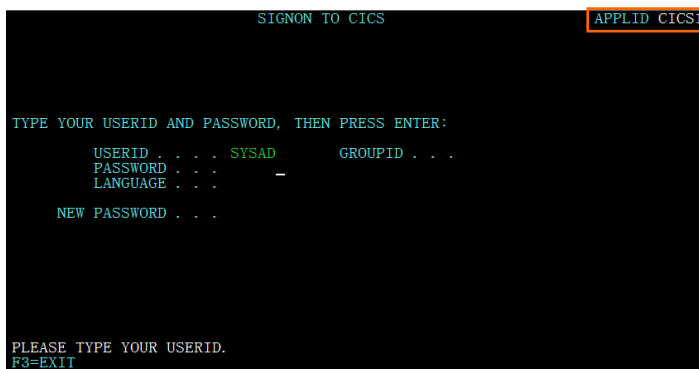 SIGNON TO CICS APPLID CICS1
TYPE YOUR USERID AND PASSWORD, THEN PRESS ENTER:
USERID . . . . SYSAD GROUPID . . .
PASSWORD . . . _
LANGUAGE . . .
NEW PASSWORD . . .
PLEASE TYPE YOUR USERID.
F3=EXIT